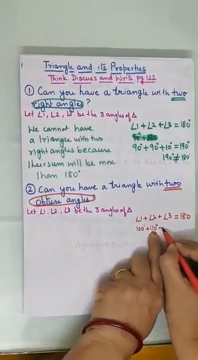 Triangle and its Properties
Think Discuss and Write pg 122
① Can you have a triangle with two
right angles?
Let ∠1, ∠2, ∠3 be the 3 angles of Δ
We cannot have
a triangle with two
right angles because
their sum will be more
than 180°
∠1 + ∠2 + ∠3 = 180°
90° + 90° + 10° = 190°
190° ≠ 180°
② Can you have a triangle with two
obtuse angles
Let ∠1, ∠2, ∠3 be the 3 angles of Δ
∠1 + ∠2 + ∠3 = 180